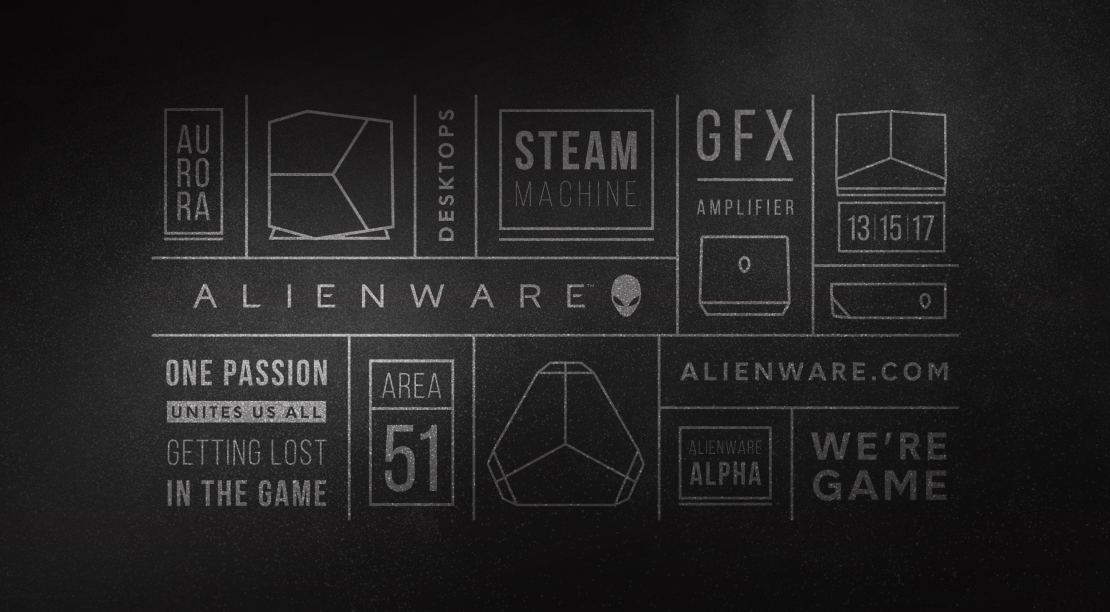 AU
RO
RA
DESKTOPS
STEAM
MACHINE
GFX
AMPLIFIER
13|15|17
ALIENWARE™
ONE PASSION
UNITES US ALL
GETTING LOST
IN THE GAME
AREA
51
ALIENWARE.COM
ALIENWARE
ALPHA
WE'RE
GAME